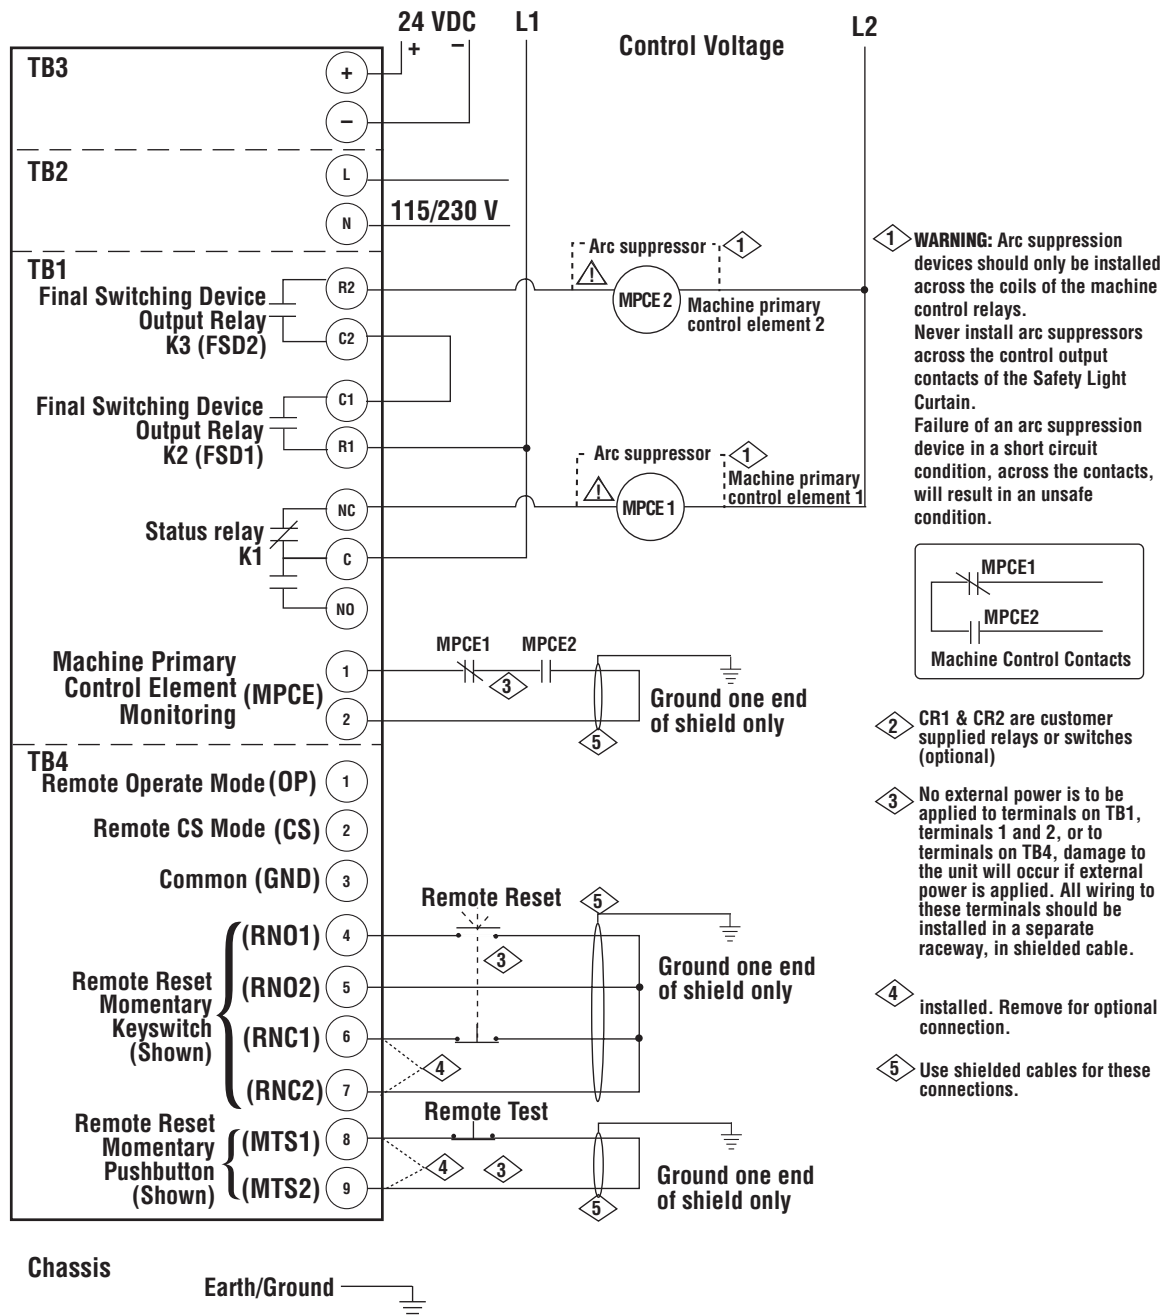 24 VDC
+
−
L1
Control Voltage
L2
TB3
+
−
TB2
L
N
115/230 V
TB1
Final Switching Device
Output Relay
K3 (FSD2)
R2
C2
Arc suppressor
1
!
MPCE 2
Machine primary
control element 2
Final Switching Device
Output Relay
K2 (FSD1)
C1
R1
Arc suppressor
1
!
MPCE 1
Machine primary
control element 1
Status relay
K1
NC
C
NO
Machine Primary
Control Element
Monitoring
(MPCE)
1
2
MPCE1
MPCE2
3
5
Ground one end
of shield only
TB4
Remote Operate Mode (OP)
1
Remote CS Mode (CS)
2
Common (GND)
3
Remote Reset
Momentary
Keyswitch
(Shown)
(RNO1)
4
(RNO2)
5
(RNC1)
6
(RNC2)
7
Remote Reset
3
4
5
Ground one end
of shield only
Remote Reset
Momentary
Pushbutton
(Shown)
(MTS1)
8
(MTS2)
9
Remote Test
4
3
5
Ground one end
of shield only
Chassis
Earth/Ground
1
WARNING: Arc suppression
devices should only be installed
across the coils of the machine
control relays.
Never install arc suppressors
across the control output
contacts of the Safety Light
Curtain.
Failure of an arc suppression
device in a short circuit
condition, across the contacts,
will result in an unsafe
condition.
MPCE1
MPCE2
Machine Control Contacts
2
CR1 & CR2 are customer
supplied relays or switches
(optional)
3
No external power is to be
applied to terminals on TB1,
terminals 1 and 2, or to
terminals on TB4, damage to
the unit will occur if external
power is applied. All wiring to
these terminals should be
installed in a separate
raceway, in shielded cable.
4
installed. Remove for optional
connection.
5
Use shielded cables for these
connections.